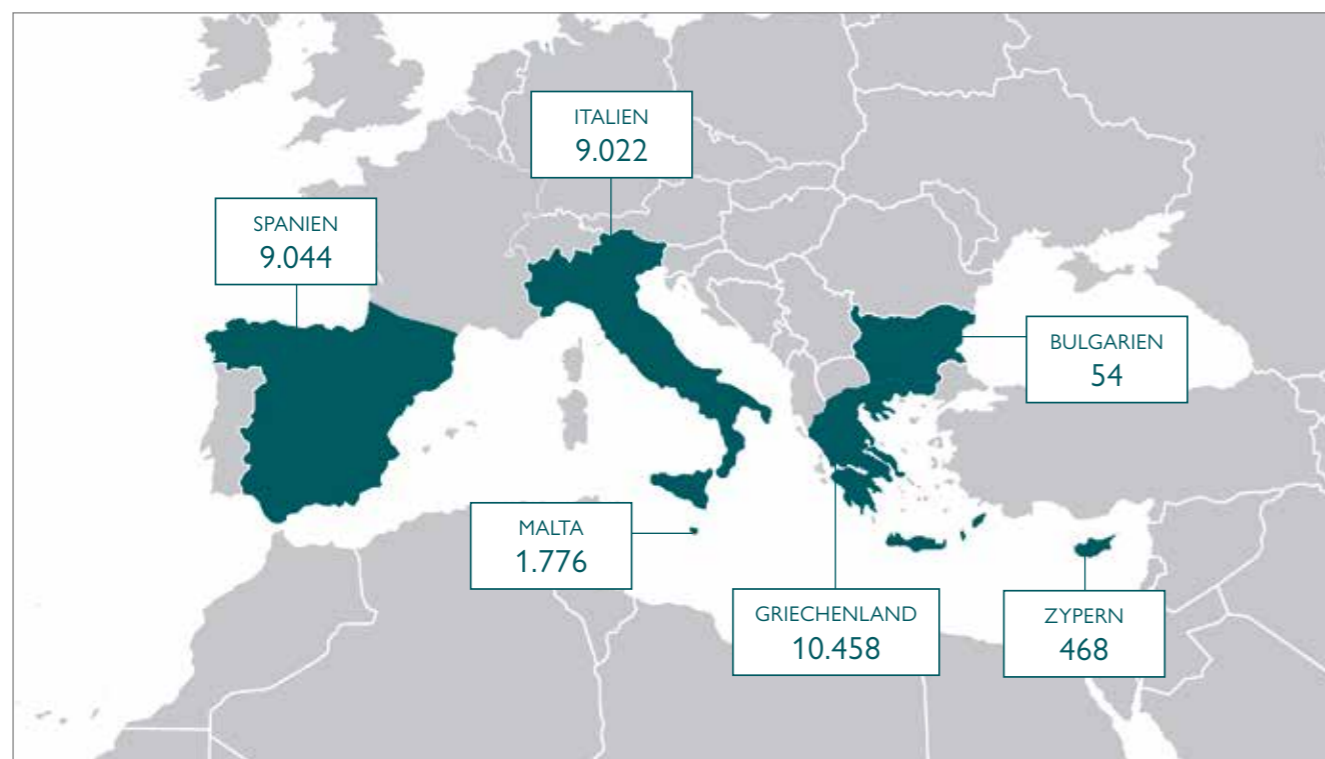 ITALIEN
9.022
SPANIEN
9.044
BULGARIEN
54
MALTA
1.776
GRIECHENLAND
10.458
ZYPERN
468